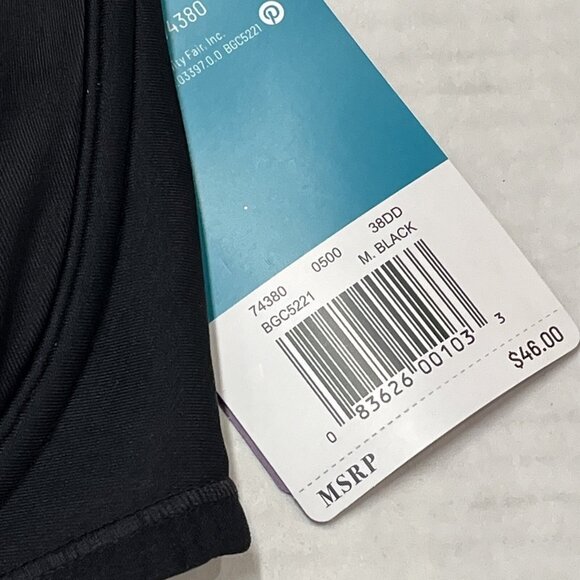 4380
ity Fair, Inc.
.03397.0.0 BGC5221
74380 0500 38DD
BGC5221 M. BLACK
0 83626 00103 3
MSRP $46.00